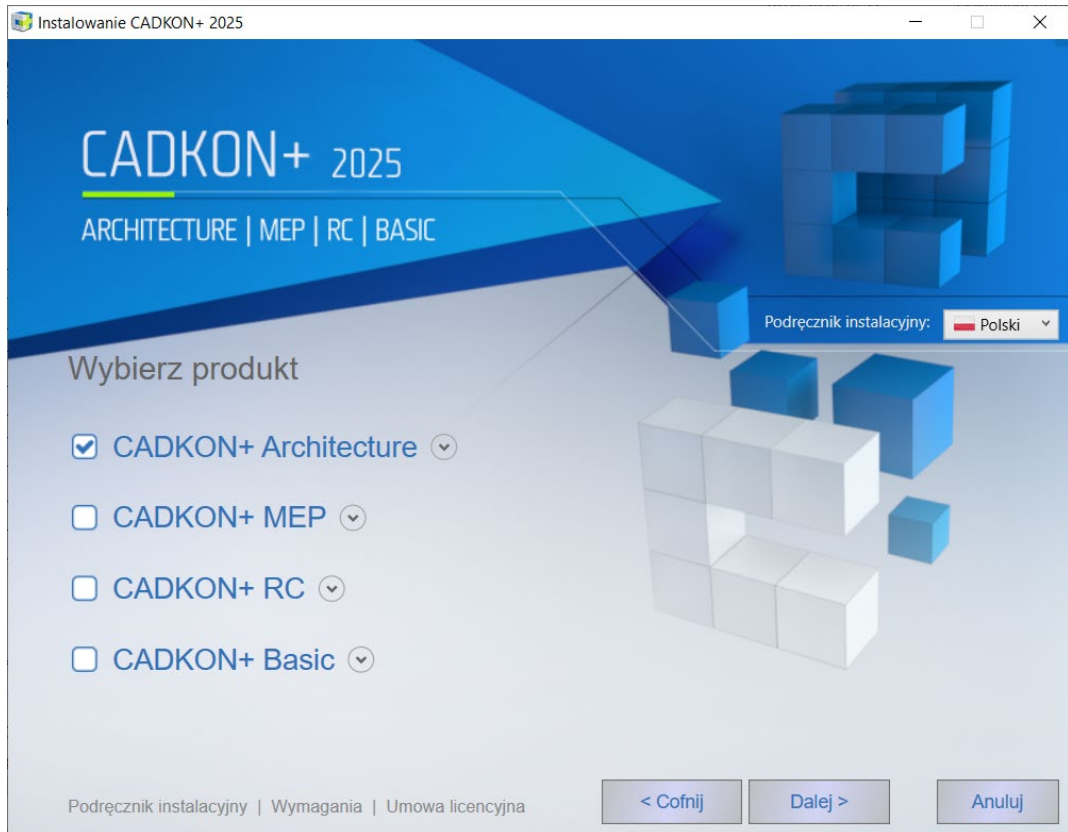 Instalowanie CADKON+ 2025
CADKON+ 2025
ARCHITECTURE | MEP | RC | BASIC
Podręcznik instalacyjny: Polski
Wybierz produkt
CADKON+ Architecture
CADKON+ MEP
CADKON+ RC
CADKON+ Basic
Podręcznik instalacyjny | Wymagania | Umowa licencyjna
< Cofnij Dalej > Anuluj